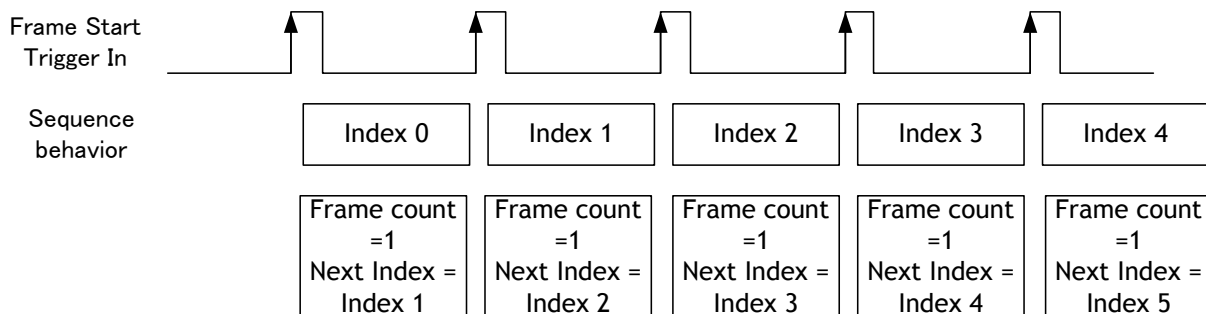 Frame Start
Trigger In
Sequence
behavior
Index 0
Index 1
Index 2
Index 3
Index 4
Frame count
=1
Next Index =
Index 1
Frame count
=1
Next Index =
Index 2
Frame count
=1
Next Index =
Index 3
Frame count
=1
Next Index =
Index 4
Frame count
=1
Next Index =
Index 5